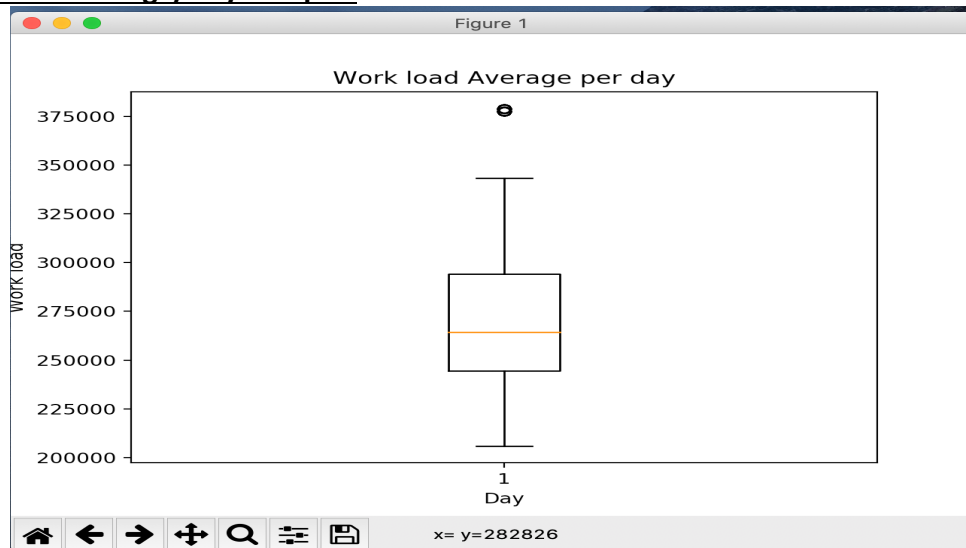 Figure 1
Work load Average per day
375000
350000
325000
300000
275000
250000
225000
200000
Work load
1
Day
x= y=282826